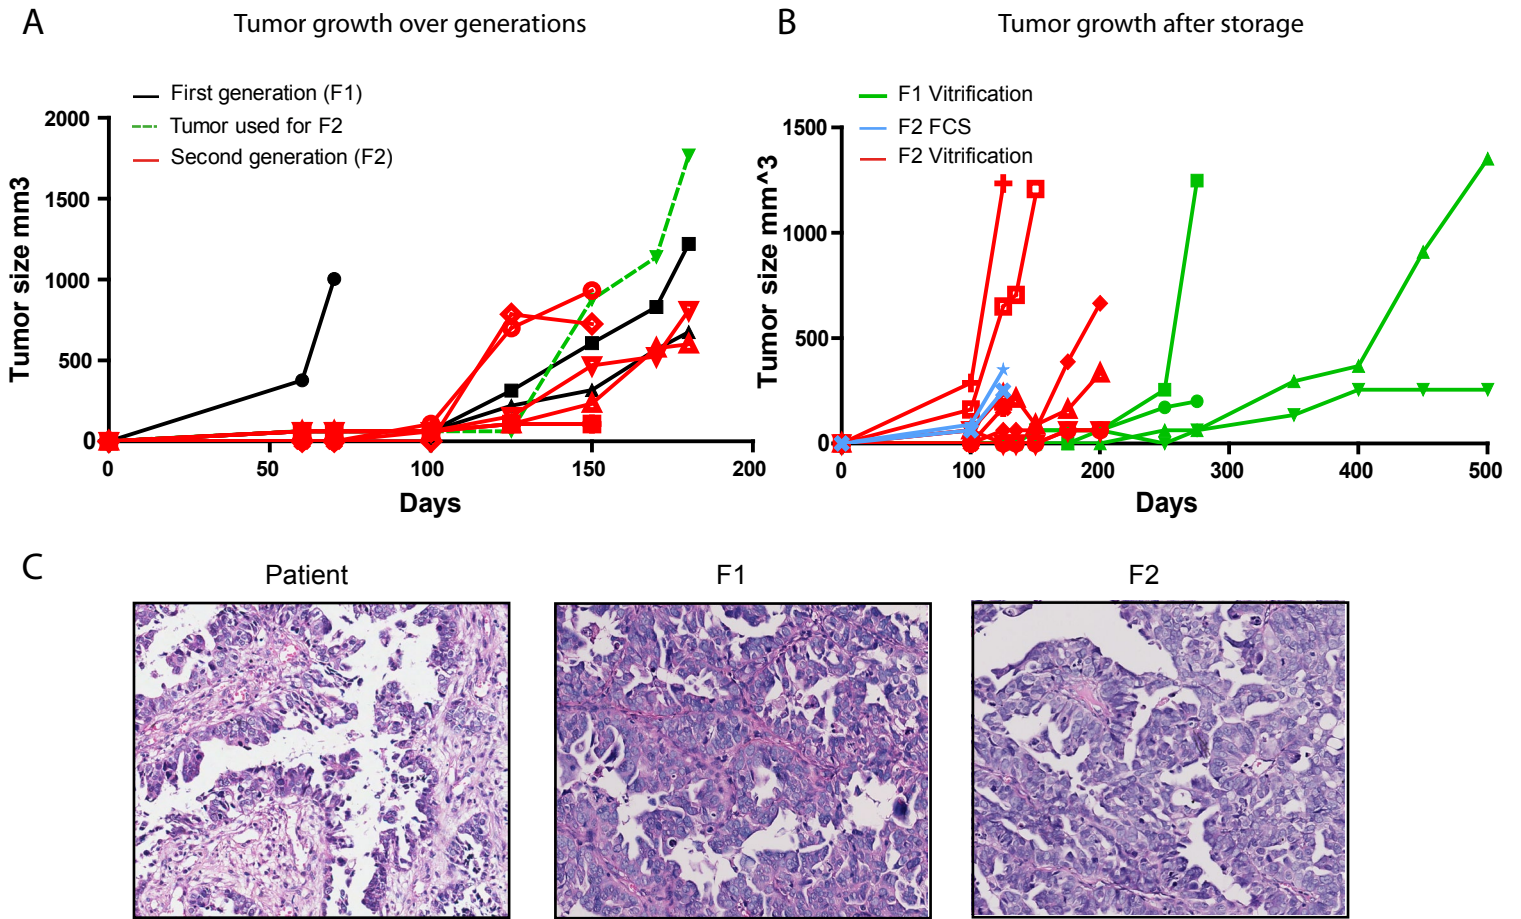 A
Tumor growth over generations
First generation (F1)
Tumor used for F2
Second generation (F2)
Tumor size mm3
2000
1500
1000
500
0
0
50
100
150
200
Days
B
Tumor growth after storage
F1 Vitrification
F2 FCS
F2 Vitrification
Tumor size mm^3
1500
1000
500
0
0
100
200
300
400
500
Days
C
Patient
F1
F2